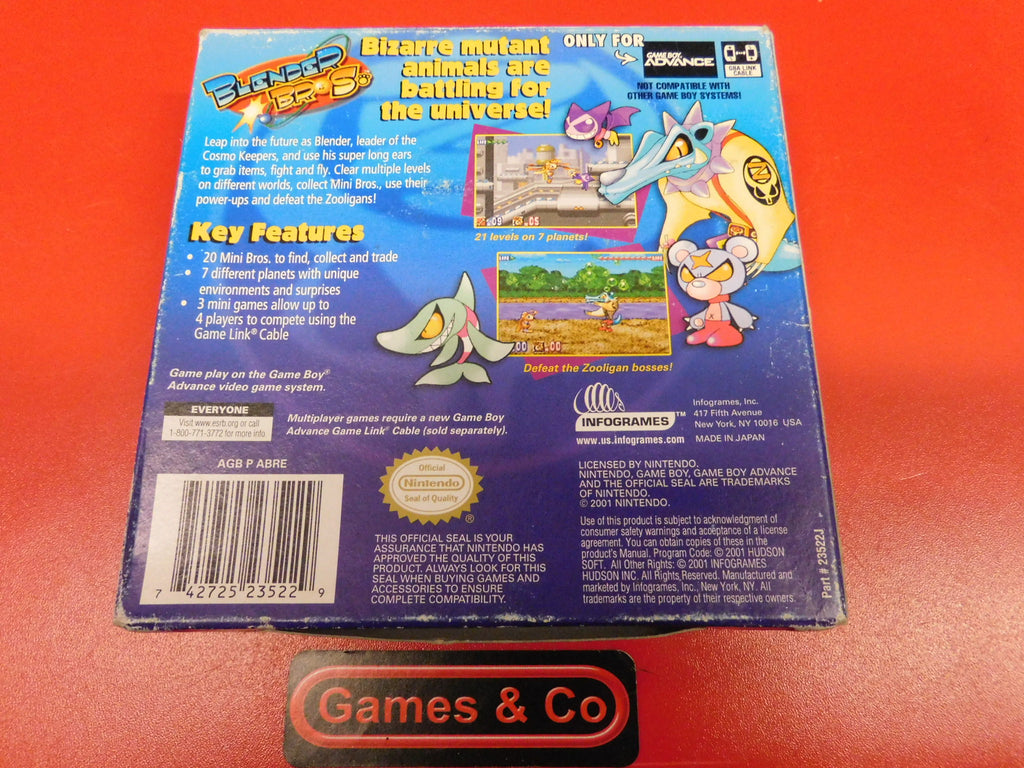 BLENDER
BROS.
Bizarre mutant
animals are
battling for
the universe!
ONLY FOR
GAME BOY
ADVANCE
GBA LINK
CABLE
NOT COMPATIBLE WITH
OTHER GAME BOY SYSTEMS!
Leap into the future as Blender, leader of the
Cosmo Keepers, and use his super long ears
to grab items, fight and fly. Clear multiple levels
on different worlds, collect Mini Bros., use their
power-ups and defeat the Zooligans!
21 levels on 7 planets!
Key Features
• 20 Mini Bros. to find, collect and trade
• 7 different planets with unique
environments and surprises
• 3 mini games allow up to
4 players to compete using the
Game Link® Cable
Defeat the Zooligan bosses!
Game play on the Game Boy®
Advance video game system.
EVERYONE
Visit www.esrb.org or call
1-800-771-3772 for more info.
Multiplayer games require a new Game Boy
Advance Game Link® Cable (sold separately).
INFOGRAMES™
www.us.infogrames.com
Infogrames, Inc.
417 Fifth Avenue
New York, NY 10016 USA
MADE IN JAPAN
AGB P ABRE
7 42725 23522 9
Official
Nintendo
Seal of Quality
®
THIS OFFICIAL SEAL IS YOUR
ASSURANCE THAT NINTENDO HAS
APPROVED THE QUALITY OF THIS
PRODUCT. ALWAYS LOOK FOR THIS
SEAL WHEN BUYING GAMES AND
ACCESSORIES TO ENSURE
COMPLETE COMPATIBILITY.
LICENSED BY NINTENDO.
NINTENDO, GAME BOY, GAME BOY ADVANCE
AND THE OFFICIAL SEAL ARE TRADEMARKS
OF NINTENDO.
© 2001 NINTENDO.
Use of this product is subject to acknowledgment of
consumer safety warnings and acceptance of a license
agreement. You can obtain copies of these in the
product's Manual. Program Code: © 2001 HUDSON
SOFT. All Other Rights: © 2001 INFOGRAMES
HUDSON INC. All Rights Reserved. Manufactured and
marketed by Infogrames, Inc., New York, NY. All
trademarks are the property of their respective owners.
Part # 23522J
Games & Co